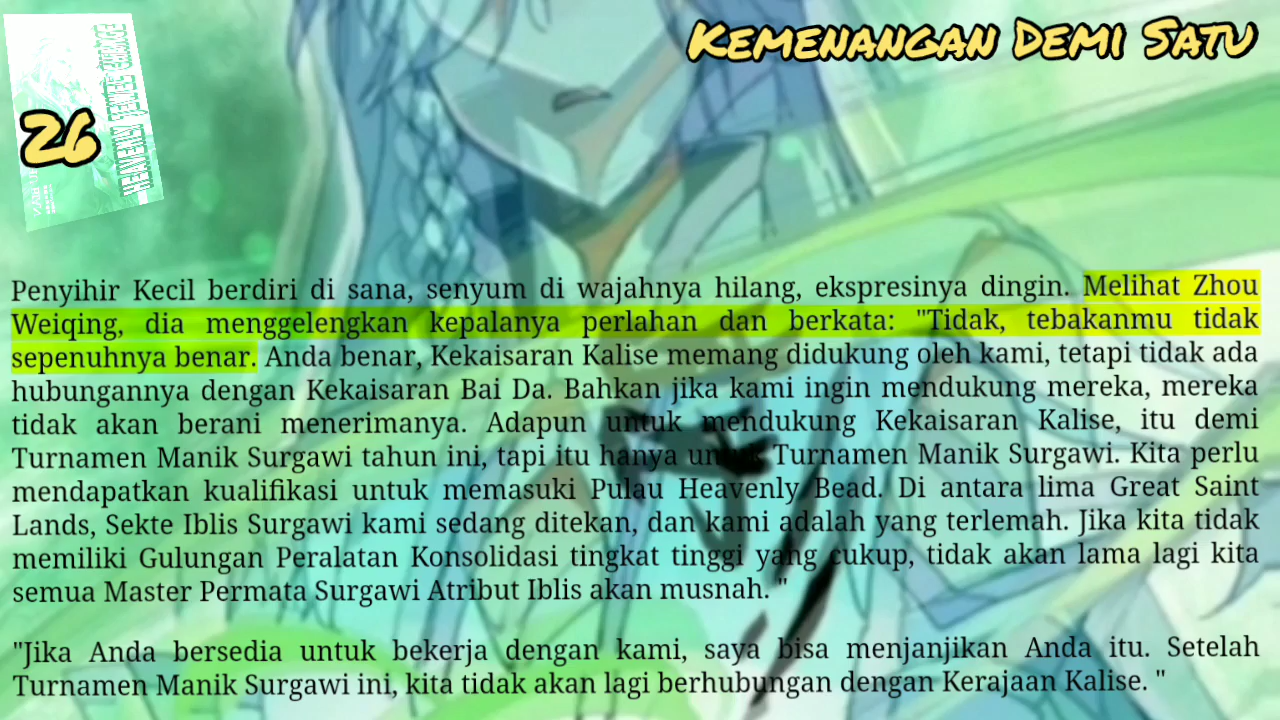 Kemenangan Demi Satu
26
HEAVENLY JEWEL CHANGE
Penyihir Kecil berdiri di sana, senyum di wajahnya hilang, ekspresinya dingin. Melihat Zhou
Weiqing, dia menggelengkan kepalanya perlahan dan berkata: "Tidak, tebakanmu tidak
sepenuhnya benar. Anda benar, Kekaisaran Kalise memang didukung oleh kami, tetapi tidak ada
hubungannya dengan Kekaisaran Bai Da. Bahkan jika kami ingin mendukung mereka, mereka
tidak akan berani menerimanya. Adapun untuk mendukung Kekaisaran Kalise, itu demi
Turnamen Manik Surgawi tahun ini, tapi itu hanya untuk Turnamen Manik Surgawi. Kita perlu
mendapatkan kualifikasi untuk memasuki Pulau Heavenly Bead. Di antara lima Great Saint
Lands, Sekte Iblis Surgawi kami sedang ditekan, dan kami adalah yang terlemah. Jika kita tidak
memiliki Gulungan Peralatan Konsolidasi tingkat tinggi yang cukup, tidak akan lama lagi kita
semua Master Permata Surgawi Atribut Iblis akan musnah. "
"Jika Anda bersedia untuk bekerja dengan kami, saya bisa menjanjikan Anda itu. Setelah
Turnamen Manik Surgawi ini, kita tidak akan lagi berhubungan dengan Kerajaan Kalise. "